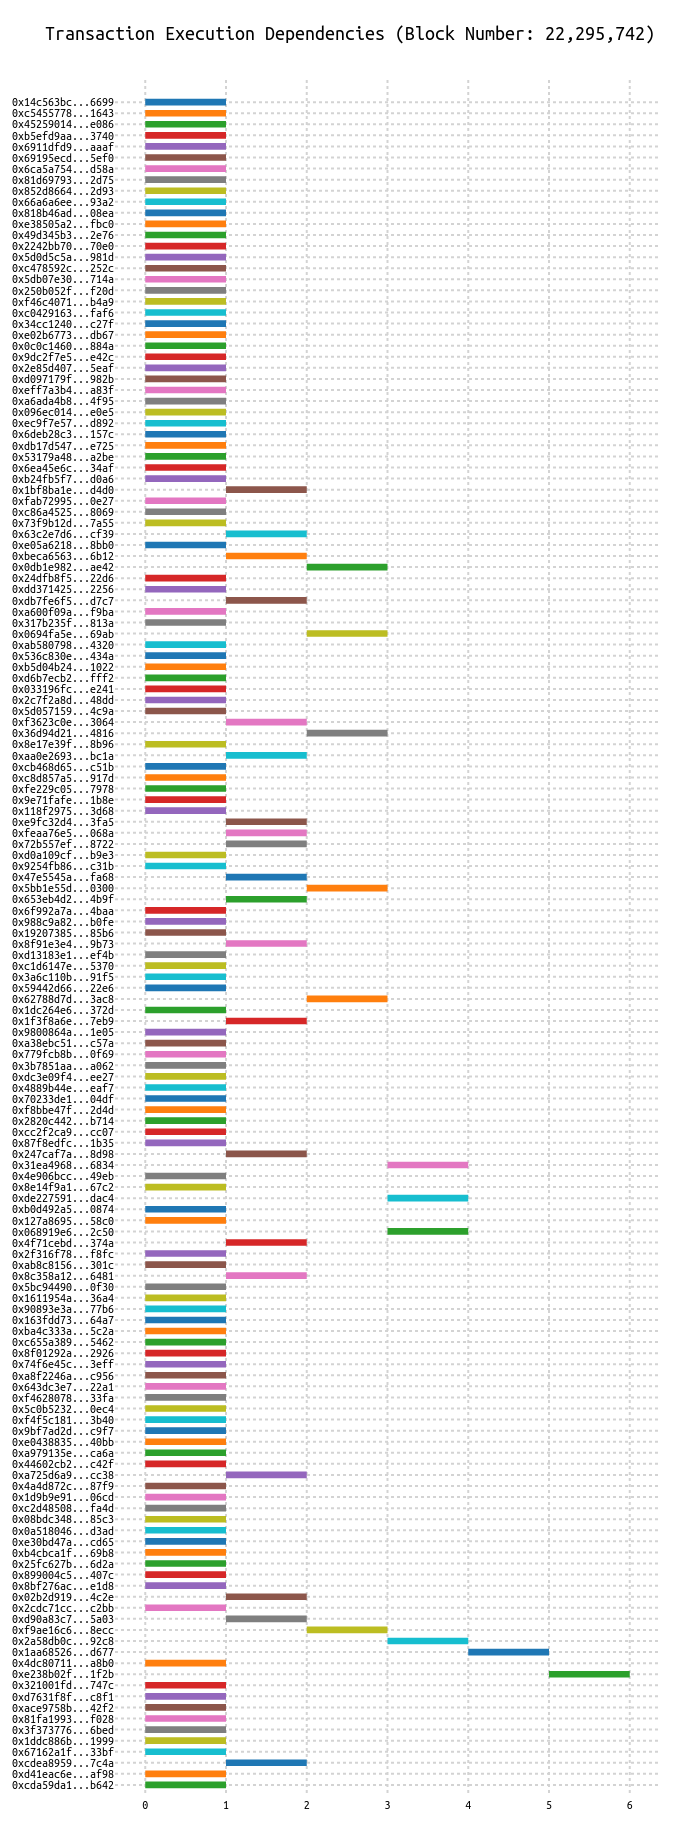 Transaction Execution Dependencies (Block Number: 22,295,742)
0x14c563bc...6699
0xc5455778...1643
0x45259014...e086
0xb5efd9aa...3740
0x6911dfd9...aaaf
0x69195ecd...5ef0
0x6ca5a754...d58a
0x81d69793...2d75
0x852d8664...2d93
0x66a6a6ee...93a2
0x818b46ad...08ea
0xe38505a2...fbc0
0x49d345b3...2e76
0x2242bb70...70e0
0x5d0d5c5a...981d
0xc478592c...252c
0x5db07e30...714a
0x250b052f...f20d
0xf46c4071...b4a9
0xc0429163...faf6
0x34cc1240...c27f
0xe02b6773...db67
0x0c0c1460...884a
0x9dc2f7e5...e42c
0x2e85d407...5eaf
0xd097179f...982b
0xeff7a3b4...a83f
0xa6ada4b8...4f95
0x096ec014...e0e5
0xec9f7e57...d892
0x6deb28c3...157c
0xdb17d547...e725
0x53179a48...a2be
0x6ea45e6c...34af
0xb24fb5f7...d0a6
0x1bf8ba1e...d4d0
0xfab72995...0e27
0xc86a4525...8069
0x73f9b12d...7a55
0x63c2e7d6...cf39
0xe05a6218...8bb0
0xbeca6563...6b12
0x0db1e982...ae42
0x24dfb8f5...22d6
0xdd371425...2256
0xdb7fe6f5...d7c7
0xa600f09a...f9ba
0x317b235f...813a
0x0694fa5e...69ab
0xab580798...4320
0x536c830e...434a
0xb5d04b24...1022
0xd6b7ecb2...fff2
0x033196fc...e241
0x2c7f2a8d...48dd
0x5d057159...4c9a
0xf3623c0e...3064
0x36d94d21...4816
0x8e17e39f...8b96
0xaa0e2693...bc1a
0xcb468d65...c51b
0xc8d857a5...917d
0xfe229c05...7978
0x9e71fafe...1b8e
0x118f2975...3d68
0xe9fc32d4...3fa5
0xfeaa76e5...068a
0x72b557ef...8722
0xd0a109cf...b9e3
0x9254fb86...c31b
0x47e5545a...fa68
0x5bb1e55d...0300
0x653eb4d2...4b9f
0x6f992a7a...4baa
0x988c9a82...b0fe
0x19207385...85b6
0x8f91e3e4...9b73
0xd13183e1...ef4b
0xc1d6147e...5370
0x3a6c110b...91f5
0x59442d66...22e6
0x62788d7d...3ac8
0x1dc264e6...372d
0x1f3f8a6e...7eb9
0x9800864a...1e05
0xa38ebc51...c57a
0x779fcb8b...0f69
0x3b7851aa...a062
0xdc3e09f4...ee27
0x4889b44e...eaf7
0x70233de1...04df
0xf8bbe47f...2d4d
0x2820c442...b714
0xcc2f2ca9...cc07
0x87f8edfc...1b35
0x247caf7a...8d98
0x31ea4968...6834
0x4e906bcc...49eb
0x8e14f9a1...67c2
0xde227591...dac4
0xb0d492a5...0874
0x127a8695...58c0
0x068919e6...2c50
0x4f71cebd...374a
0x2f316f78...f8fc
0xab8c8156...301c
0x8c358a12...6481
0x5bc94490...0f30
0x1611954a...36a4
0x90893e3a...77b6
0x163fdd73...64a7
0xba4c333a...5c2a
0xc655a389...5462
0x8f01292a...2926
0x74f6e45c...3eff
0xa8f2246a...c956
0x643dc3e7...22a1
0xf4628078...33fa
0x5c0b5232...0ec4
0xf4f5c181...3b40
0x9bf7ad2d...c9f7
0xe0438835...40bb
0xa979135e...ca6a
0x44602cb2...c42f
0xa725d6a9...cc38
0x4a4d872c...87f9
0x1d9b9e91...06cd
0xc2d48508...fa4d
0x08bdc348...85c3
0x0a518046...d3ad
0xe30bd47a...cd65
0xb4cbca1f...69b8
0x25fc627b...6d2a
0x899004c5...407c
0x8bf276ac...e1d8
0x02b2d919...4c2e
0x2cdc71cc...c2bb
0xd90a83c7...5a03
0xf9ae16c6...8ecc
0x2a58db0c...92c8
0x1aa68526...d677
0x4dc80711...a8b0
0xe238b02f...1f2b
0x321001fd...747c
0xd7631f8f...c8f1
0xace9758b...42f2
0x81fa1993...f028
0x3f373776...6bed
0x1ddc886b...1999
0x67162a1f...33bf
0xcdea8959...7c4a
0xd41eac6e...af98
0xcda59da1...b642
0 1 2 3 4 5 6